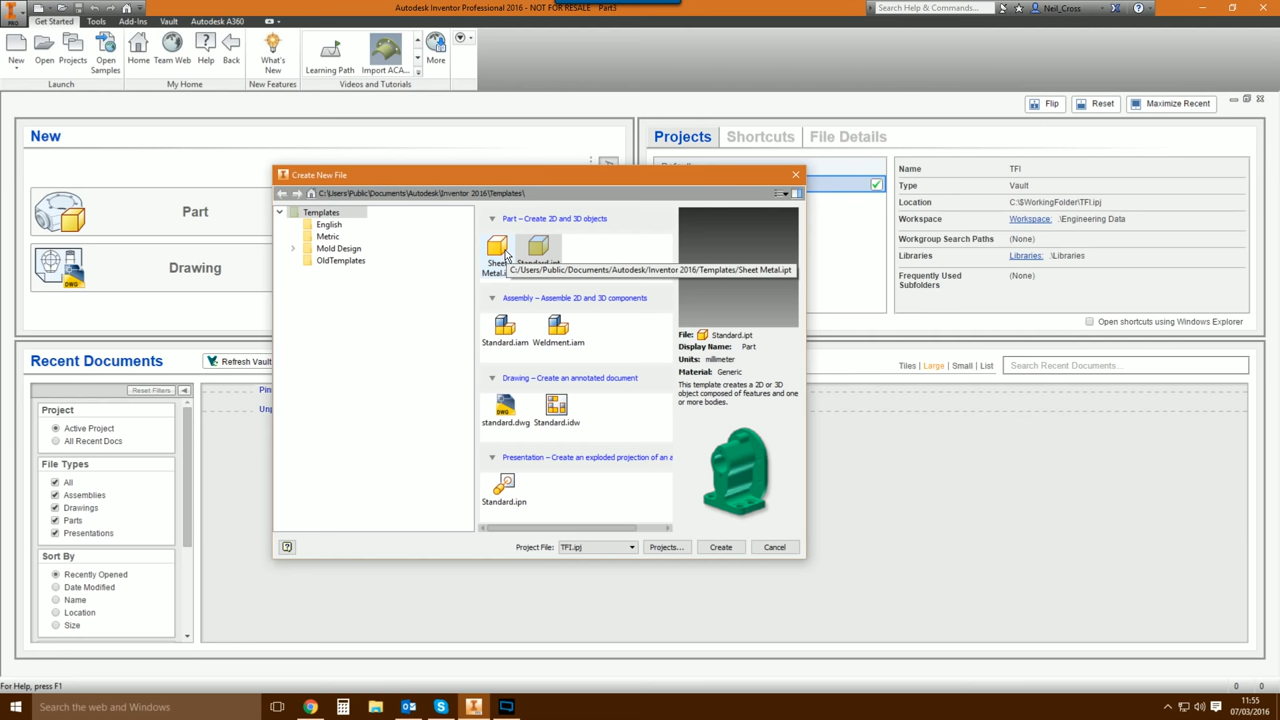 PRO
Autodesk Inventor Professional 2016 - NOT FOR RESALE Part3
Search Help & Commands...
Neil_Cross
Get Started Tools Add-Ins Vault Autodesk A360
New
Open
Projects
Open Samples
Home
Team Web
Help
Back
What's New
Learning Path
Import ACA...
More
Launch
My Home
New Features
Videos and Tutorials
Flip
Reset
Maximize Recent
New
Part
Drawing
DWG
Projects Shortcuts File Details
Name TFI
Type Vault
Location C:\$WorkingFolder\TFI.ipj
Workspace: .\Engineering Data
Workgroup Search Paths (None)
Libraries: .\Libraries
Frequently Used Subfolders (None)
Open shortcuts using Windows Explorer
Create New File
C:\Users\Public\Documents\Autodesk\Inventor 2016\Templates\
Templates
English
Metric
Mold Design
OldTemplates
Part – Create 2D and 3D objects
Sheet Metal.i
Standard.ipt
C:/Users/Public/Documents/Autodesk/Inventor 2016/Templates/Sheet Metal.ipt
Assembly – Assemble 2D and 3D components
Standard.iam
Weldment.iam
Drawing – Create an annotated document
DWG
standard.dwg
Standard.idw
Presentation – Create an exploded projection of an a
Standard.ipn
File: Standard.ipt
Display Name: Part
Units: millimeter
Material: Generic
This template creates a 2D or 3D
object composed of features and one
or more bodies.
Project File: TFI.ipj
Projects...
Create
Cancel
Recent Documents
Refresh Vault
Tiles | Large | Small | List
Search Recent Documents...
Reset Filters
Pin
Unp
Project
Active Project
All Recent Docs
File Types
All
Assemblies
Drawings
Parts
Presentations
Sort By
Recently Opened
Date Modified
Name
Location
Size
For Help, press F1
0 0
Search the web and Windows
11:55
07/03/2016